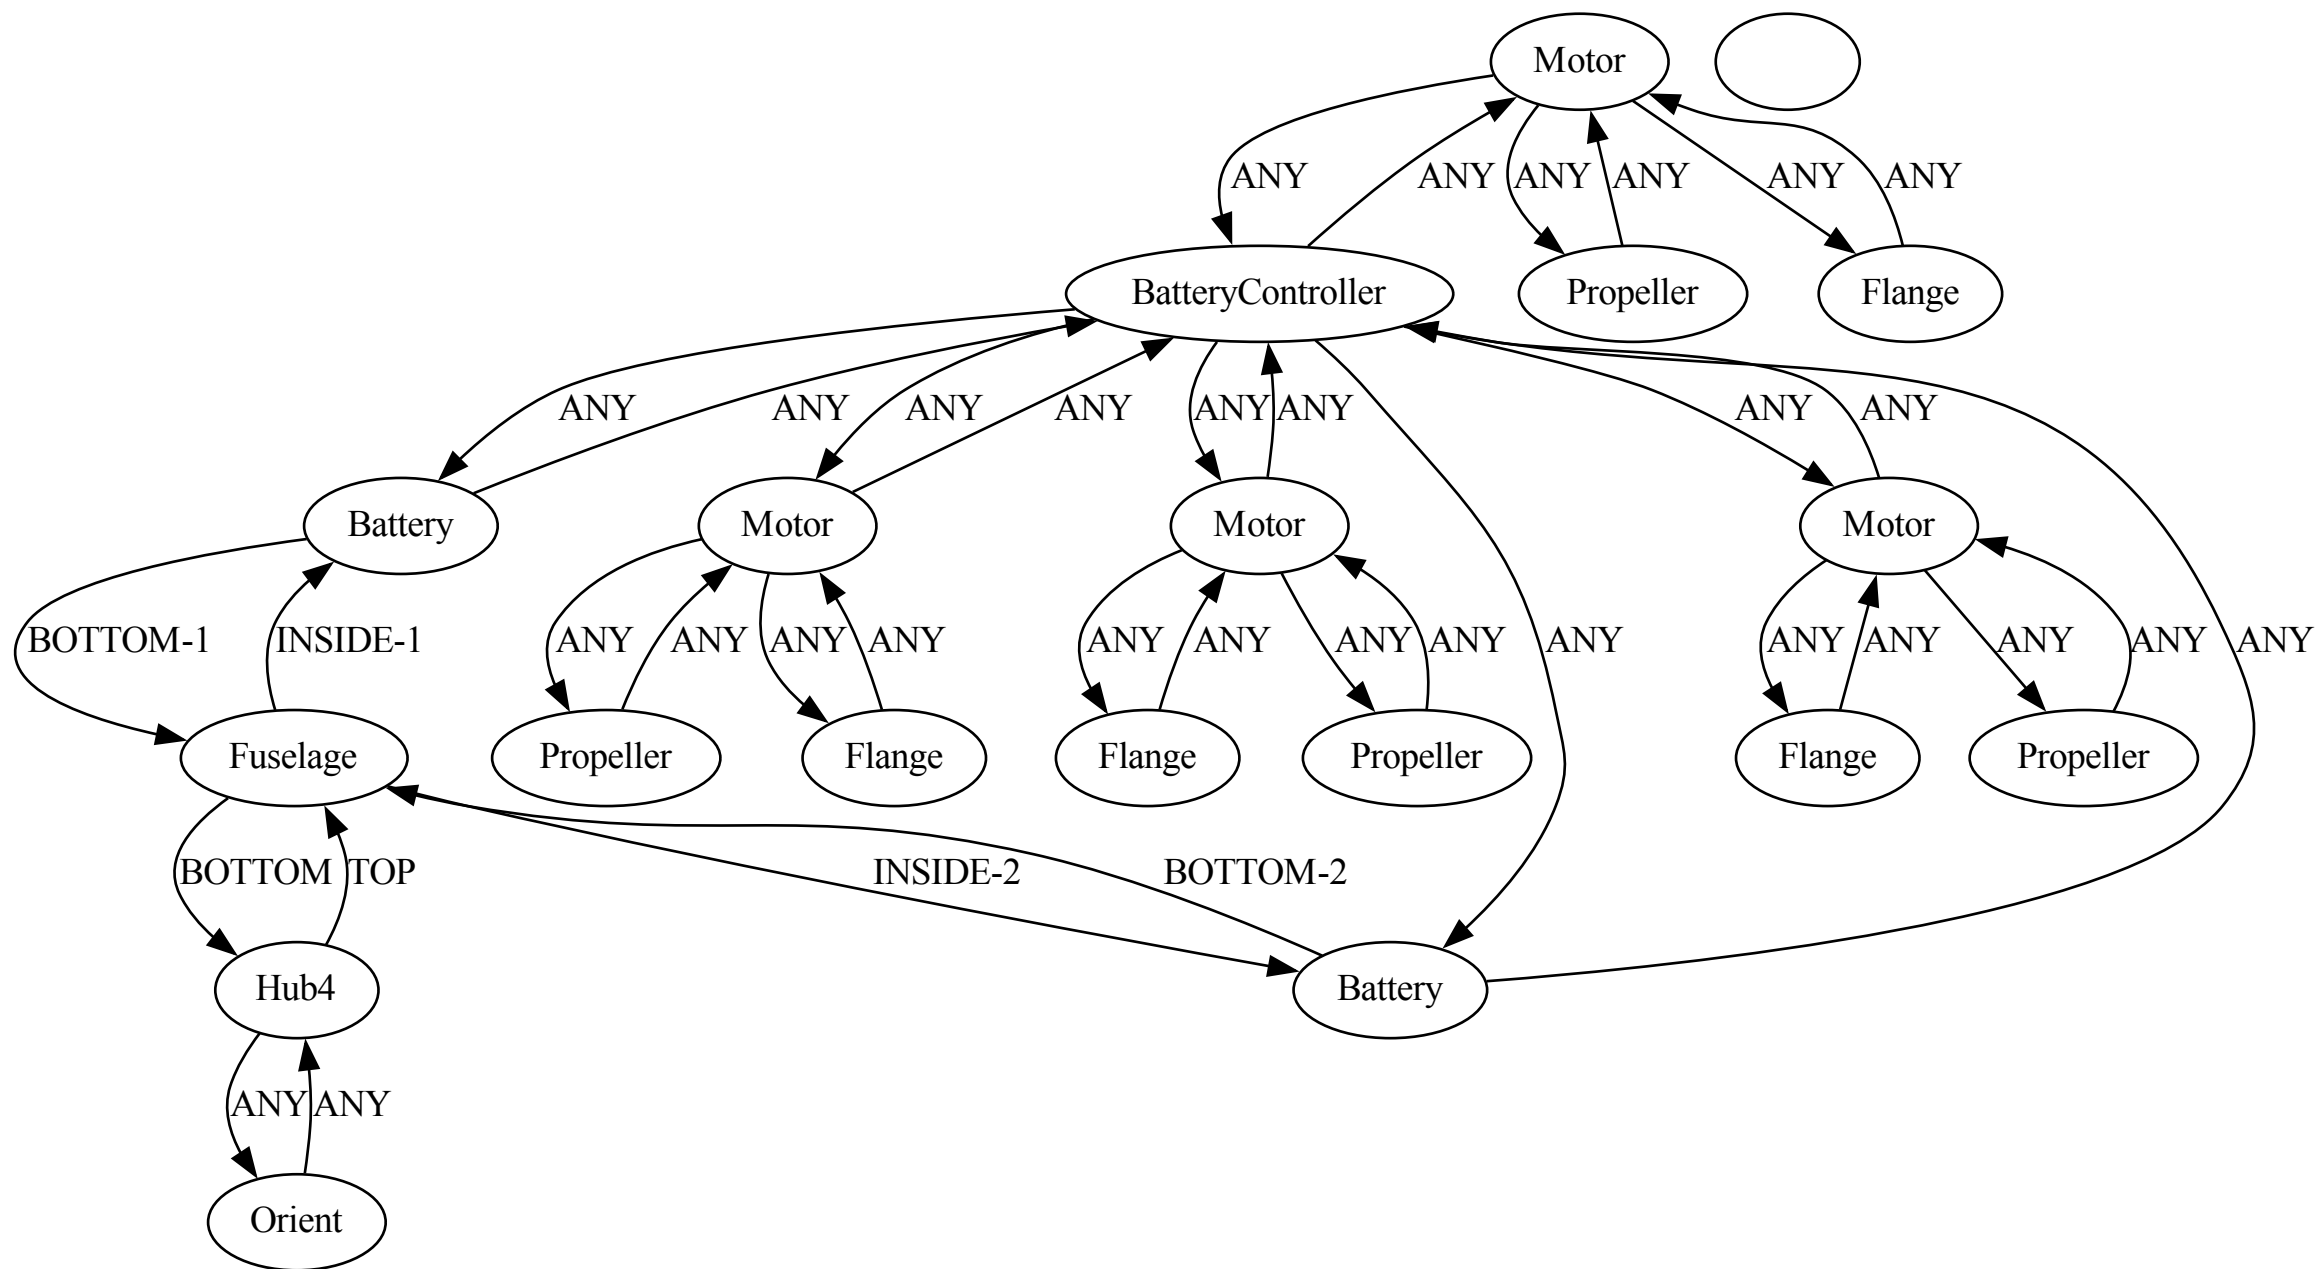 Motor
ANY
ANY
ANY
ANY
ANY
ANY
BatteryController
Propeller
Flange
ANY
ANY
ANY
ANY
ANY
ANY
ANY
ANY
Battery
Motor
Motor
Motor
BOTTOM-1
INSIDE-1
ANY
ANY
ANY
ANY
ANY
ANY
ANY
ANY
ANY
ANY
ANY
ANY
ANY
ANY
Fuselage
Propeller
Flange
Flange
Propeller
Flange
Propeller
BOTTOM
TOP
INSIDE-2
BOTTOM-2
Hub4
Battery
ANY
ANY
Orient